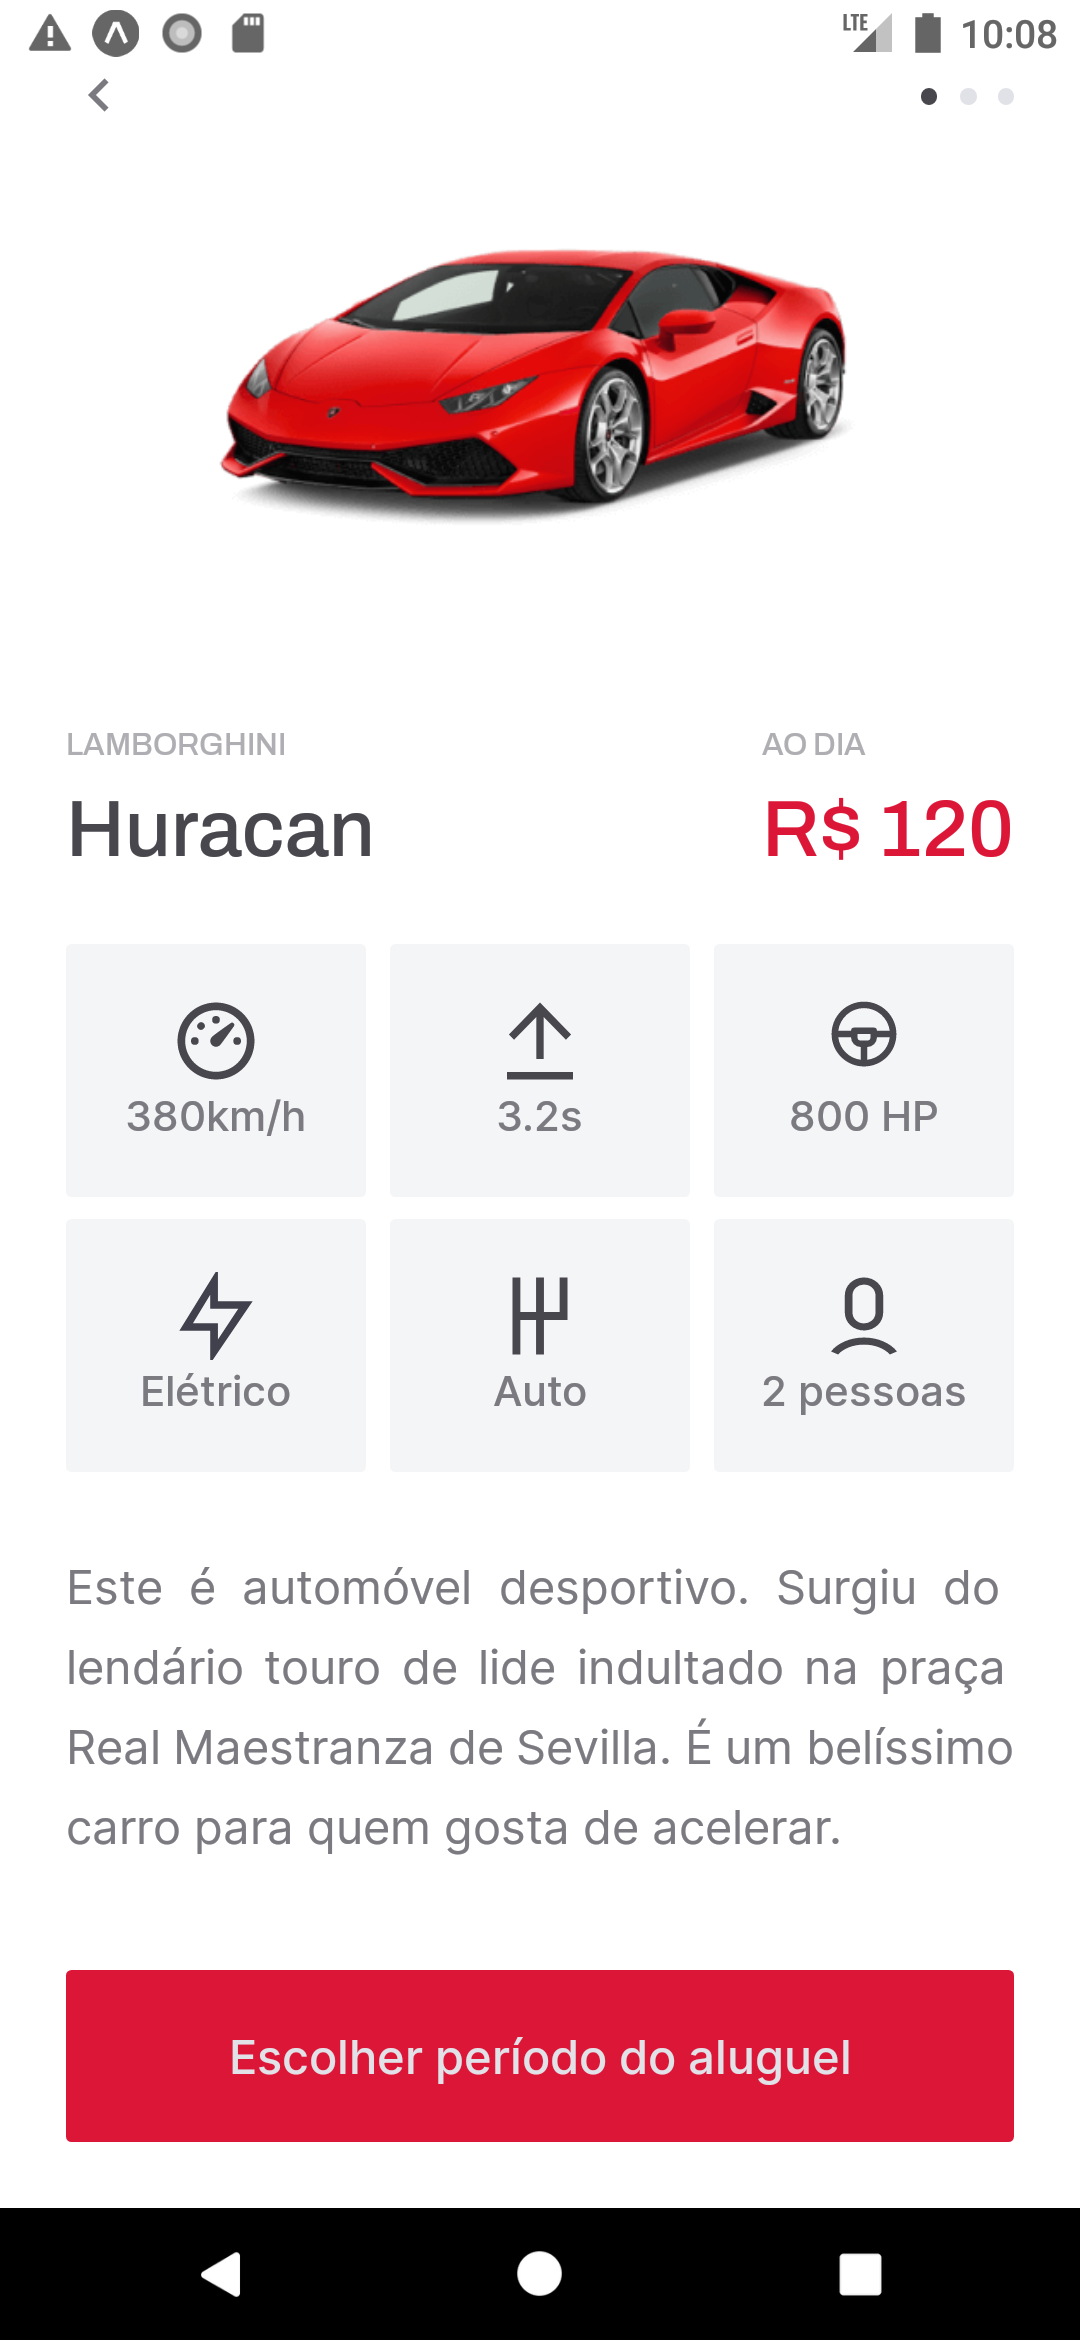 LTE 10:08
LAMBORGHINI
AO DIA
Huracan
R$ 120
380km/h
3.2s
800 HP
Elétrico
Auto
2 pessoas
Este é automóvel desportivo. Surgiu do
lendário touro de lide indultado na praça
Real Maestranza de Sevilla. É um belíssimo
carro para quem gosta de acelerar.
Escolher período do aluguel